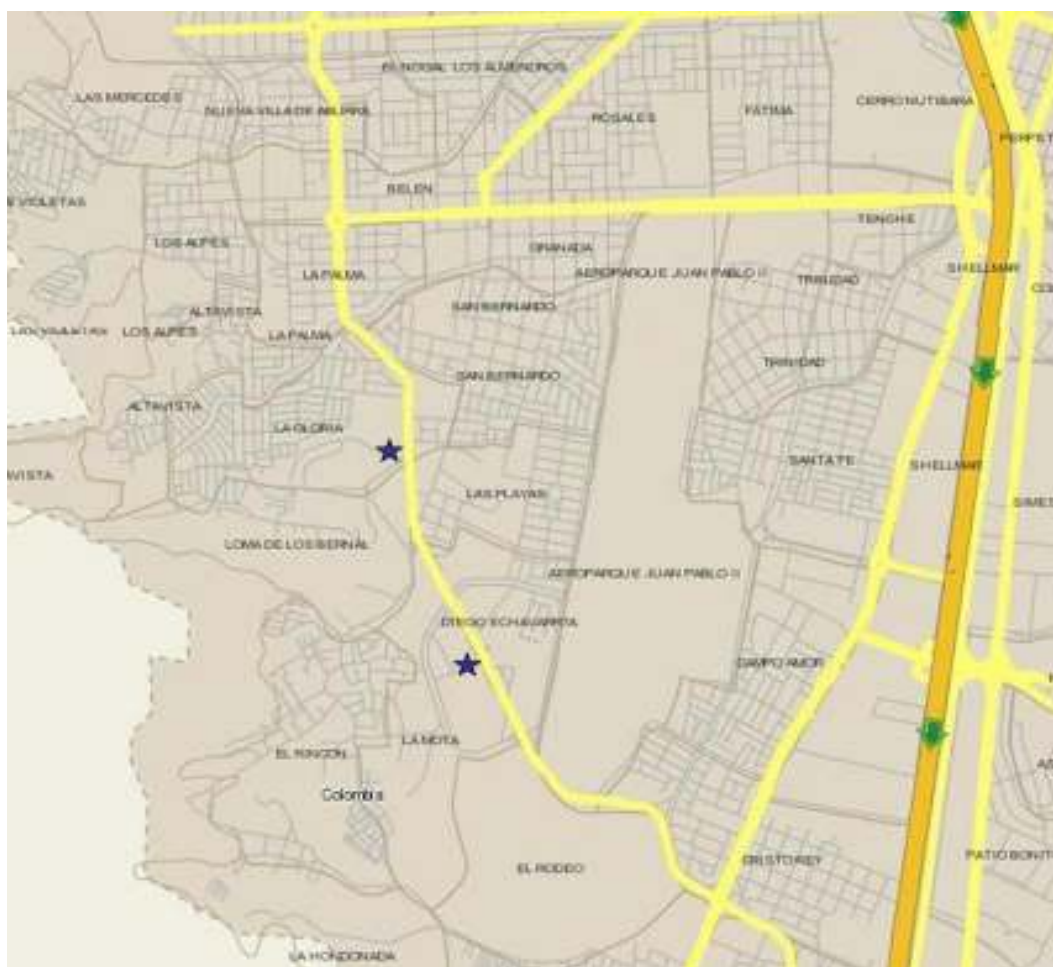 EL NOGAL LOS ALMENDROS
LAS MERCEDES
NUEVA VILLA DE ABURRA
ROSALES
FATIMA
CERRO NUTIBARA
BELEN
VIOLETAS
TENCHE
LOS ALPES
GRANADA
LA PALMA
AEROPARQUE JUAN PABLO II
TRINIDAD
SHELLMAR
ALTAVISTA
SAN BERNARDO
LOS ALPES
LA PALMA
TRINIDAD
SAN BERNARDO
ALTAVISTA
LA GLORIA
SANTA FE
SHELLMAR
AVISTA
LAS PLAYAS
SIMES
LOMA DE LOS BERNAL
AEROPARQUE JUAN PABLO II
DIEGO ECHAVARRIA
CAMPO AMOR
LA MOTA
EL RINCON
Colombia
CRISTO REY
PATIO BONIT
EL RODEO
LA HONDONADA